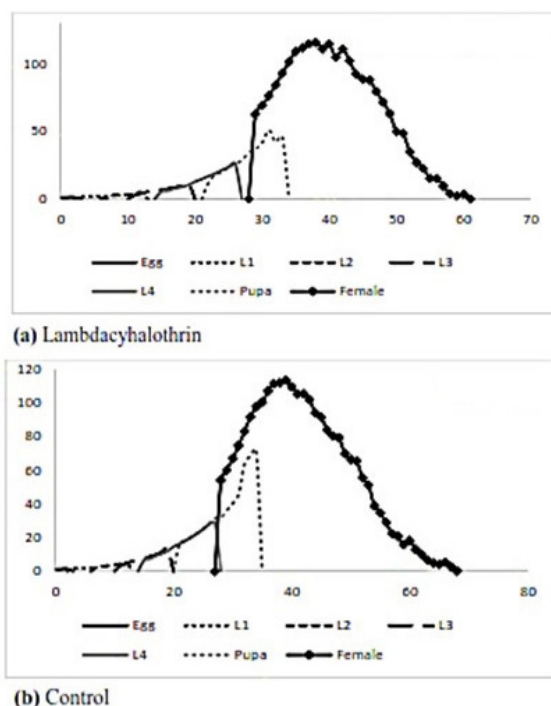 100
50
0
0 10 20 30 40 50 60 70
Egg L1 L2 L3
L4 Pupa Female
(a) Lambdacyhalothrin
120
100
80
60
40
20
0
0 20 40 60 80
Egg L1 L2 L3
L4 Pupa Female
(b) Control